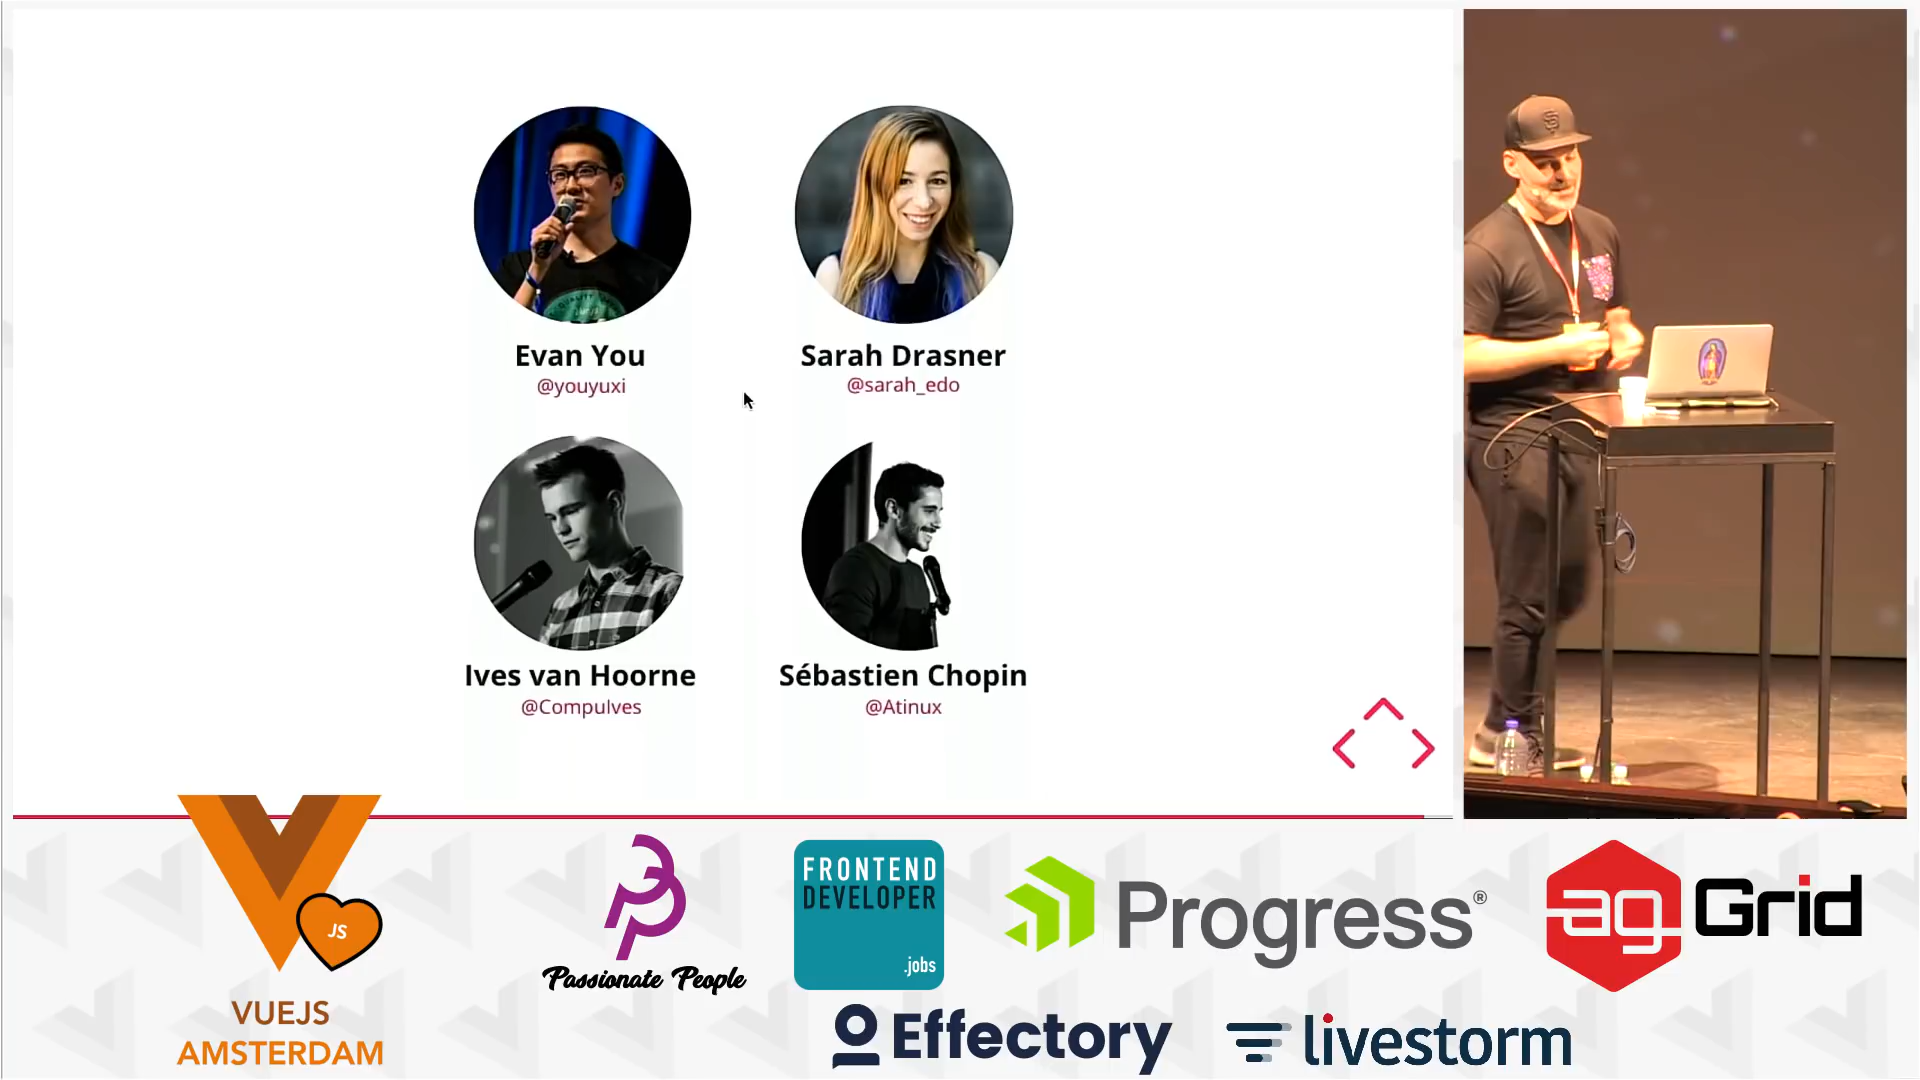 Evan You
@youyuxi
Sarah Drasner
@sarah_edo
Ives van Hoorne
@Compulves
Sébastien Chopin
@Atinux
JS
VUEJS
AMSTERDAM
Passionate People
FRONTEND
DEVELOPER
.jobs
Progress®
ag Grid
Effectory
livestorm